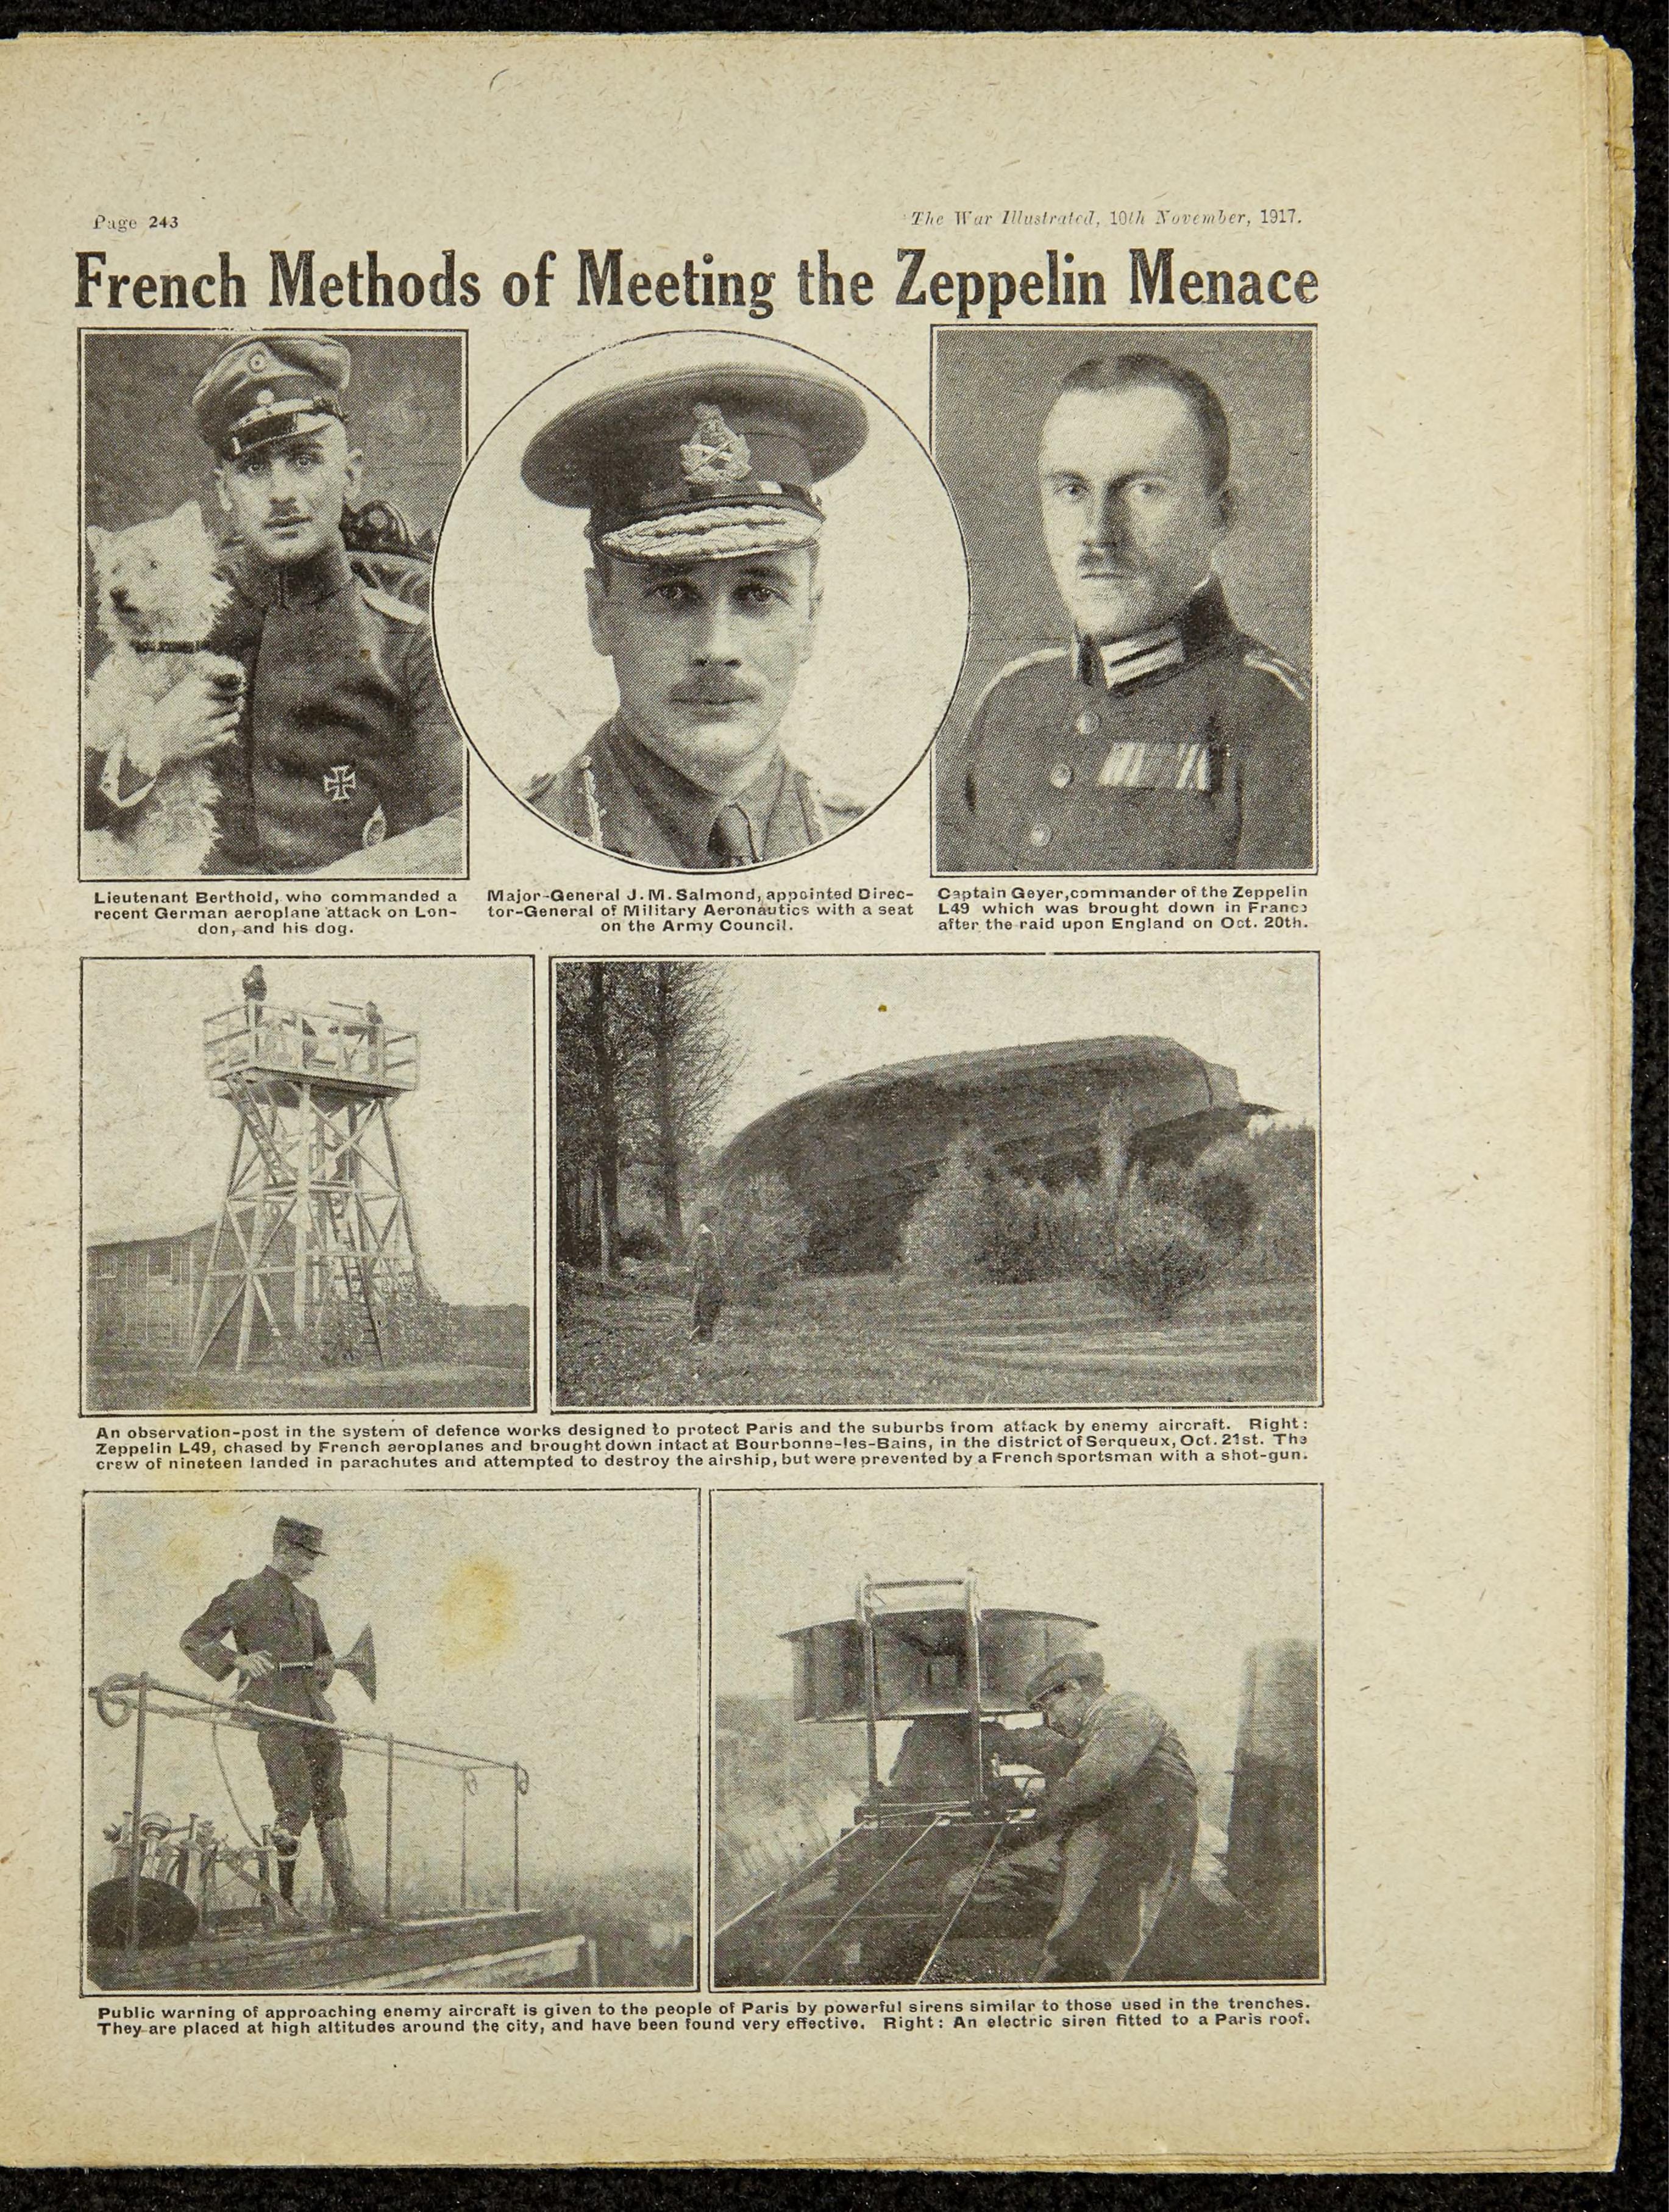 Page 243
The War Illustrated, 10th November, 1917.
French Methods of Meeting the Zeppelin Menace
Lieutenant Berthold, who commanded a
recent German aeroplane attack on Lon-
don, and his dog.
Major-General J. M. Salmond, appointed Direc-
tor-General of Military Aeronautics with a seat
on the Army Council.
Captain Geyer, commander of the Zeppelin
L49 which was brought down in France
after the raid upon England on Oct. 20th.
An observation-post in the system of defence works designed to protect Paris and the suburbs from attack by enemy aircraft. Right:
Zeppelin L49, chased by French aeroplanes and brought down intact at Bourbonne-les-Bains, in the district of Serqueux, Oct. 21st. The
crew of nineteen landed in parachutes and attempted to destroy the airship, but were prevented by a French sportsman with a shot-gun.
Public warning of approaching enemy aircraft is given to the people of Paris by powerful sirens similar to those used in the trenches.
They are placed at high altitudes around the city, and have been found very effective. Right: An electric siren fitted to a Paris roof.